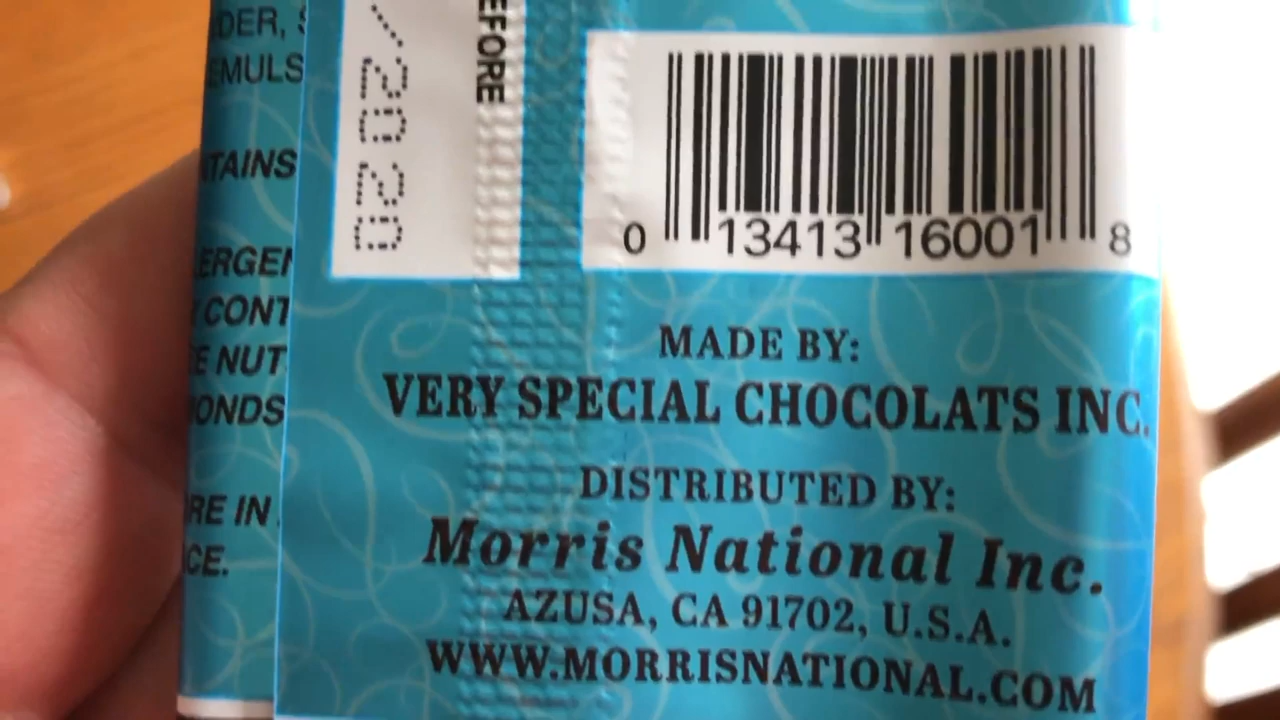 DER,
EMULS
TAINS
ERGEN
CONT
E NUT
ONDS
RE IN
CE.
/2020
EFORE
0 13413 16001 8
MADE BY:
VERY SPECIAL CHOCOLATS INC.
DISTRIBUTED BY:
Morris National Inc.
AZUSA, CA 91702, U.S.A.
WWW.MORRISNATIONAL.COM